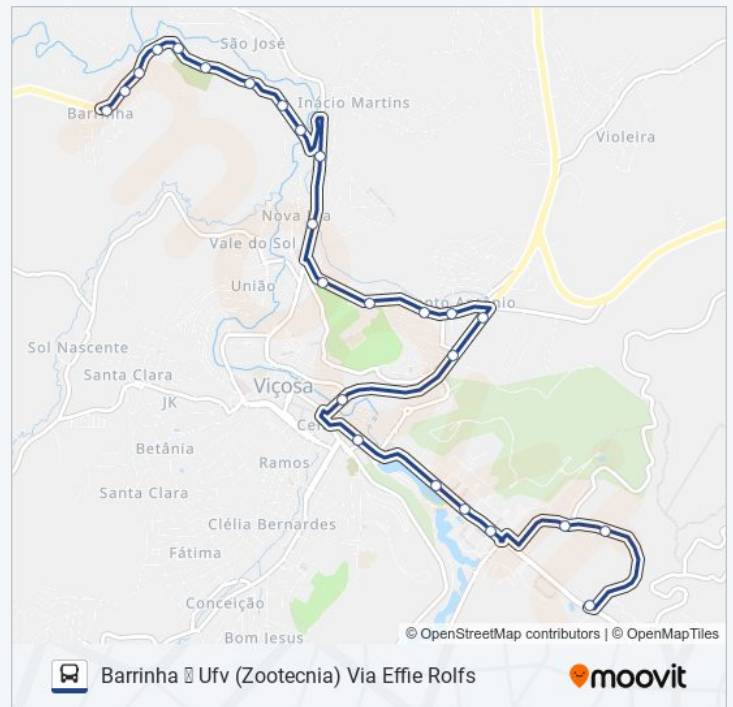 São José
Inácio Martins
Barrinha
Violeira
Nova
Vale do Sol
União
Antônio
Sol Nascente
Santa Clara
Viçosa
JK
Betânia
Ramos
Santa Clara
Clélia Bernardes
Fátima
Conceição
Bom Jesus
© OpenStreetMap contributors | © OpenMapTiles
Barrinha ▯ Ufv (Zootecnia) Via Effie Rolfs
moovit